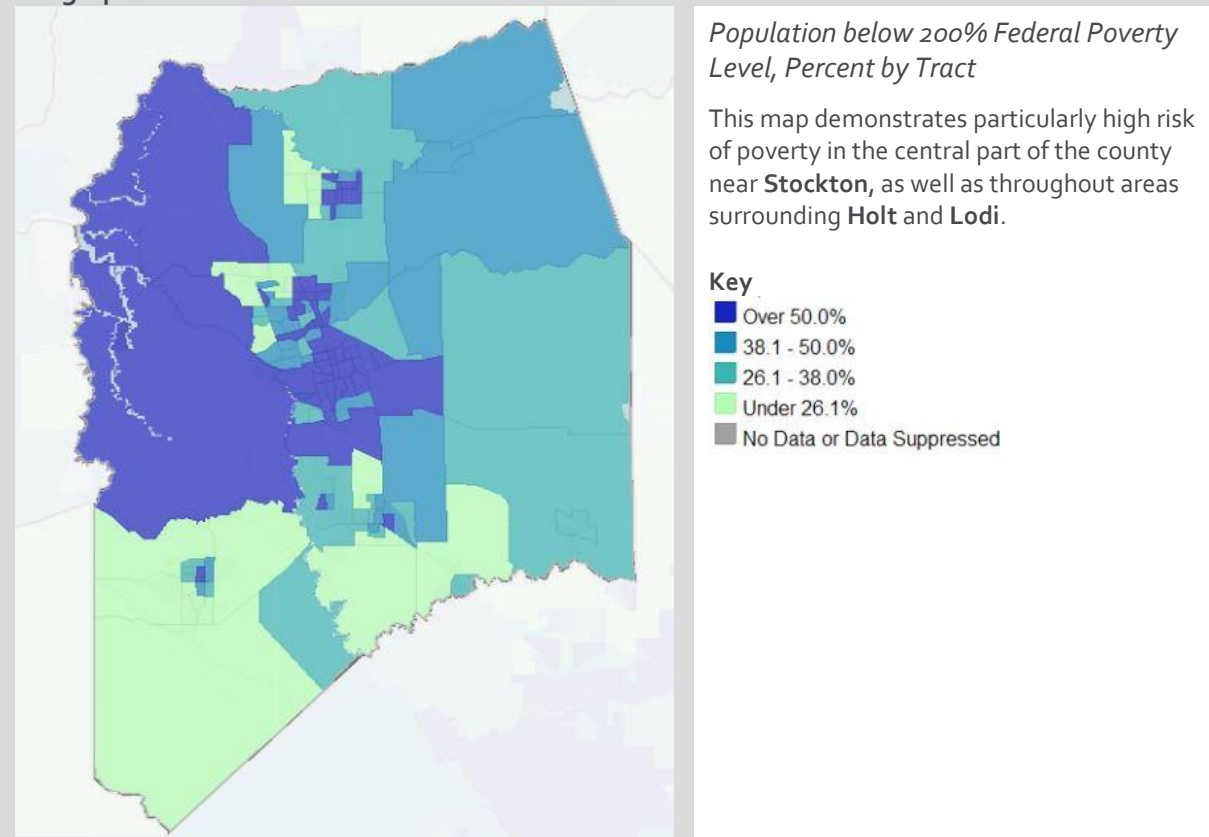 Population below 200% Federal Poverty
Level, Percent by Tract
This map demonstrates particularly high risk
of poverty in the central part of the county
near Stockton, as well as throughout areas
surrounding Holt and Lodi.
Key
Over 50.0%
38.1 - 50.0%
26.1 - 38.0%
Under 26.1%
No Data or Data Suppressed